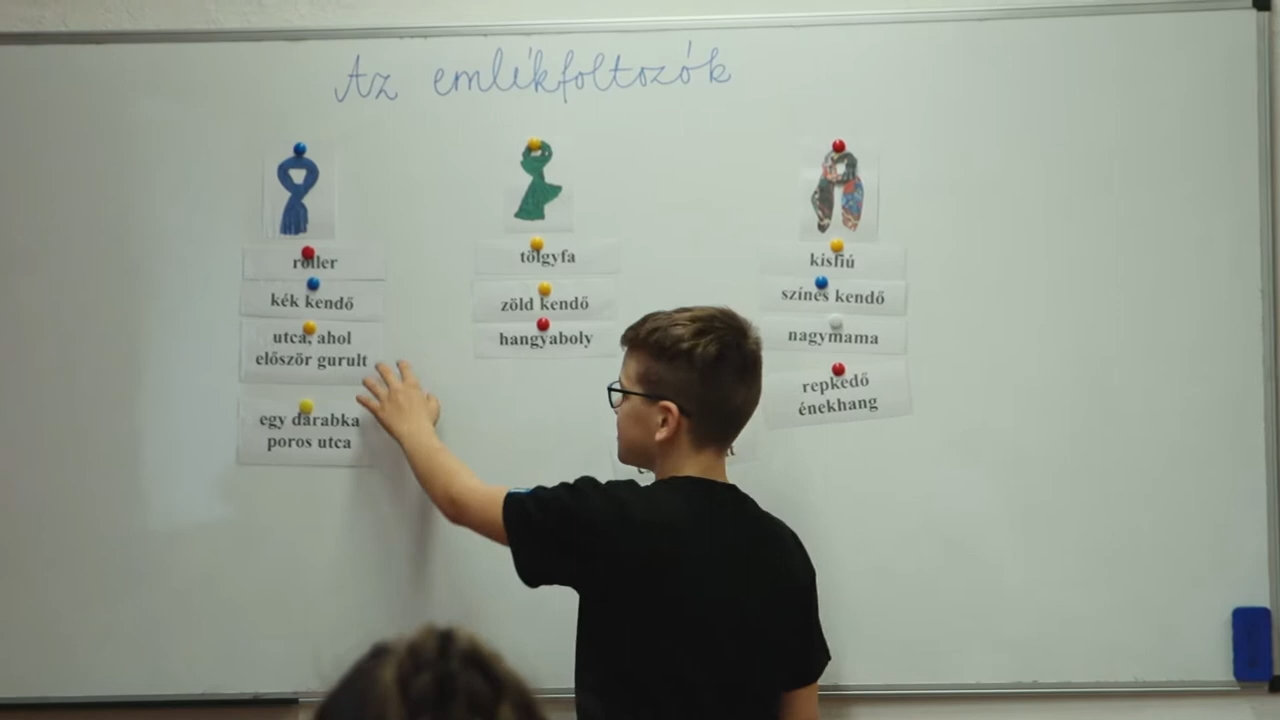 Az emlékfoltozók
roller
kék kendő
utca, ahol
először gurult
egy darabka
poros utca
tölgyfa
zöld kendő
hangyaboly
kisfiú
színes kendő
nagymama
repkedő
énekhang